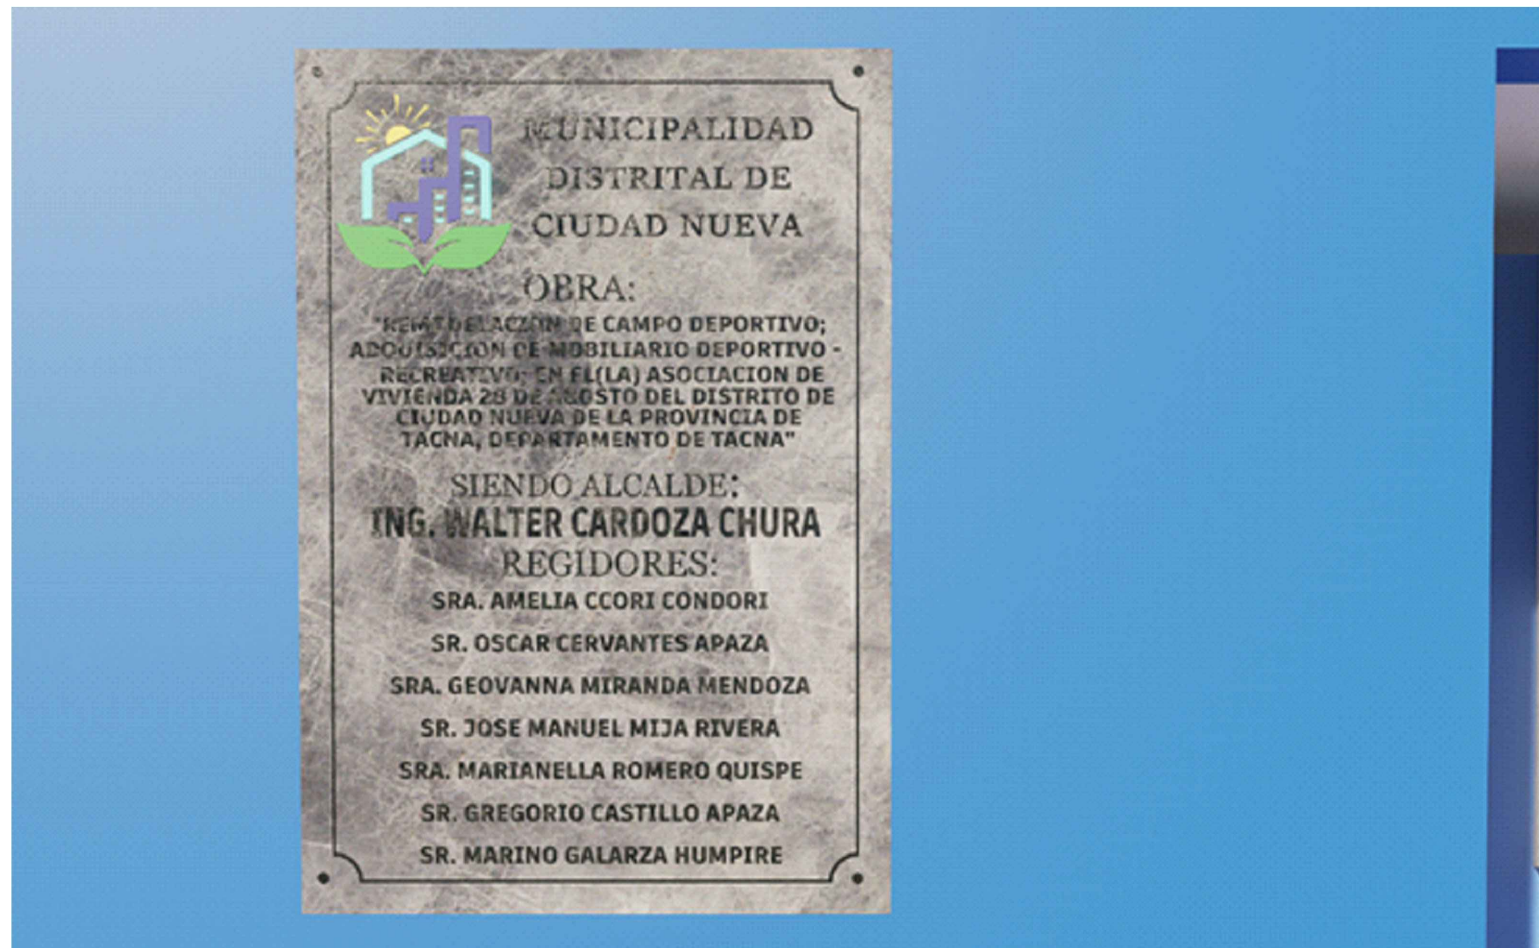 MUNICIPALIDAD
DISTRITAL DE
CIUDAD NUEVA
OBRA:
"REMODELACION DE CAMPO DEPORTIVO;
ADQUISICION DE MOBILIARIO DEPORTIVO -
RECREATIVO; EN EL(LA) ASOCIACION DE
VIVIENDA 28 DE AGOSTO DEL DISTRITO DE
CIUDAD NUEVA DE LA PROVINCIA DE
TACNA, DEPARTAMENTO DE TACNA"
SIENDO ALCALDE:
ING. WALTER CARDOZA CHURA
REGIDORES:
SRA. AMELIA CCORI CONDORI
SR. OSCAR CERVANTES APAZA
SRA. GEOVANNA MIRANDA MENDOZA
SR. JOSE MANUEL MIJA RIVERA
SRA. MARIANELLA ROMERO QUISPE
SR. GREGORIO CASTILLO APAZA
SR. MARINO GALARZA HUMPIRE